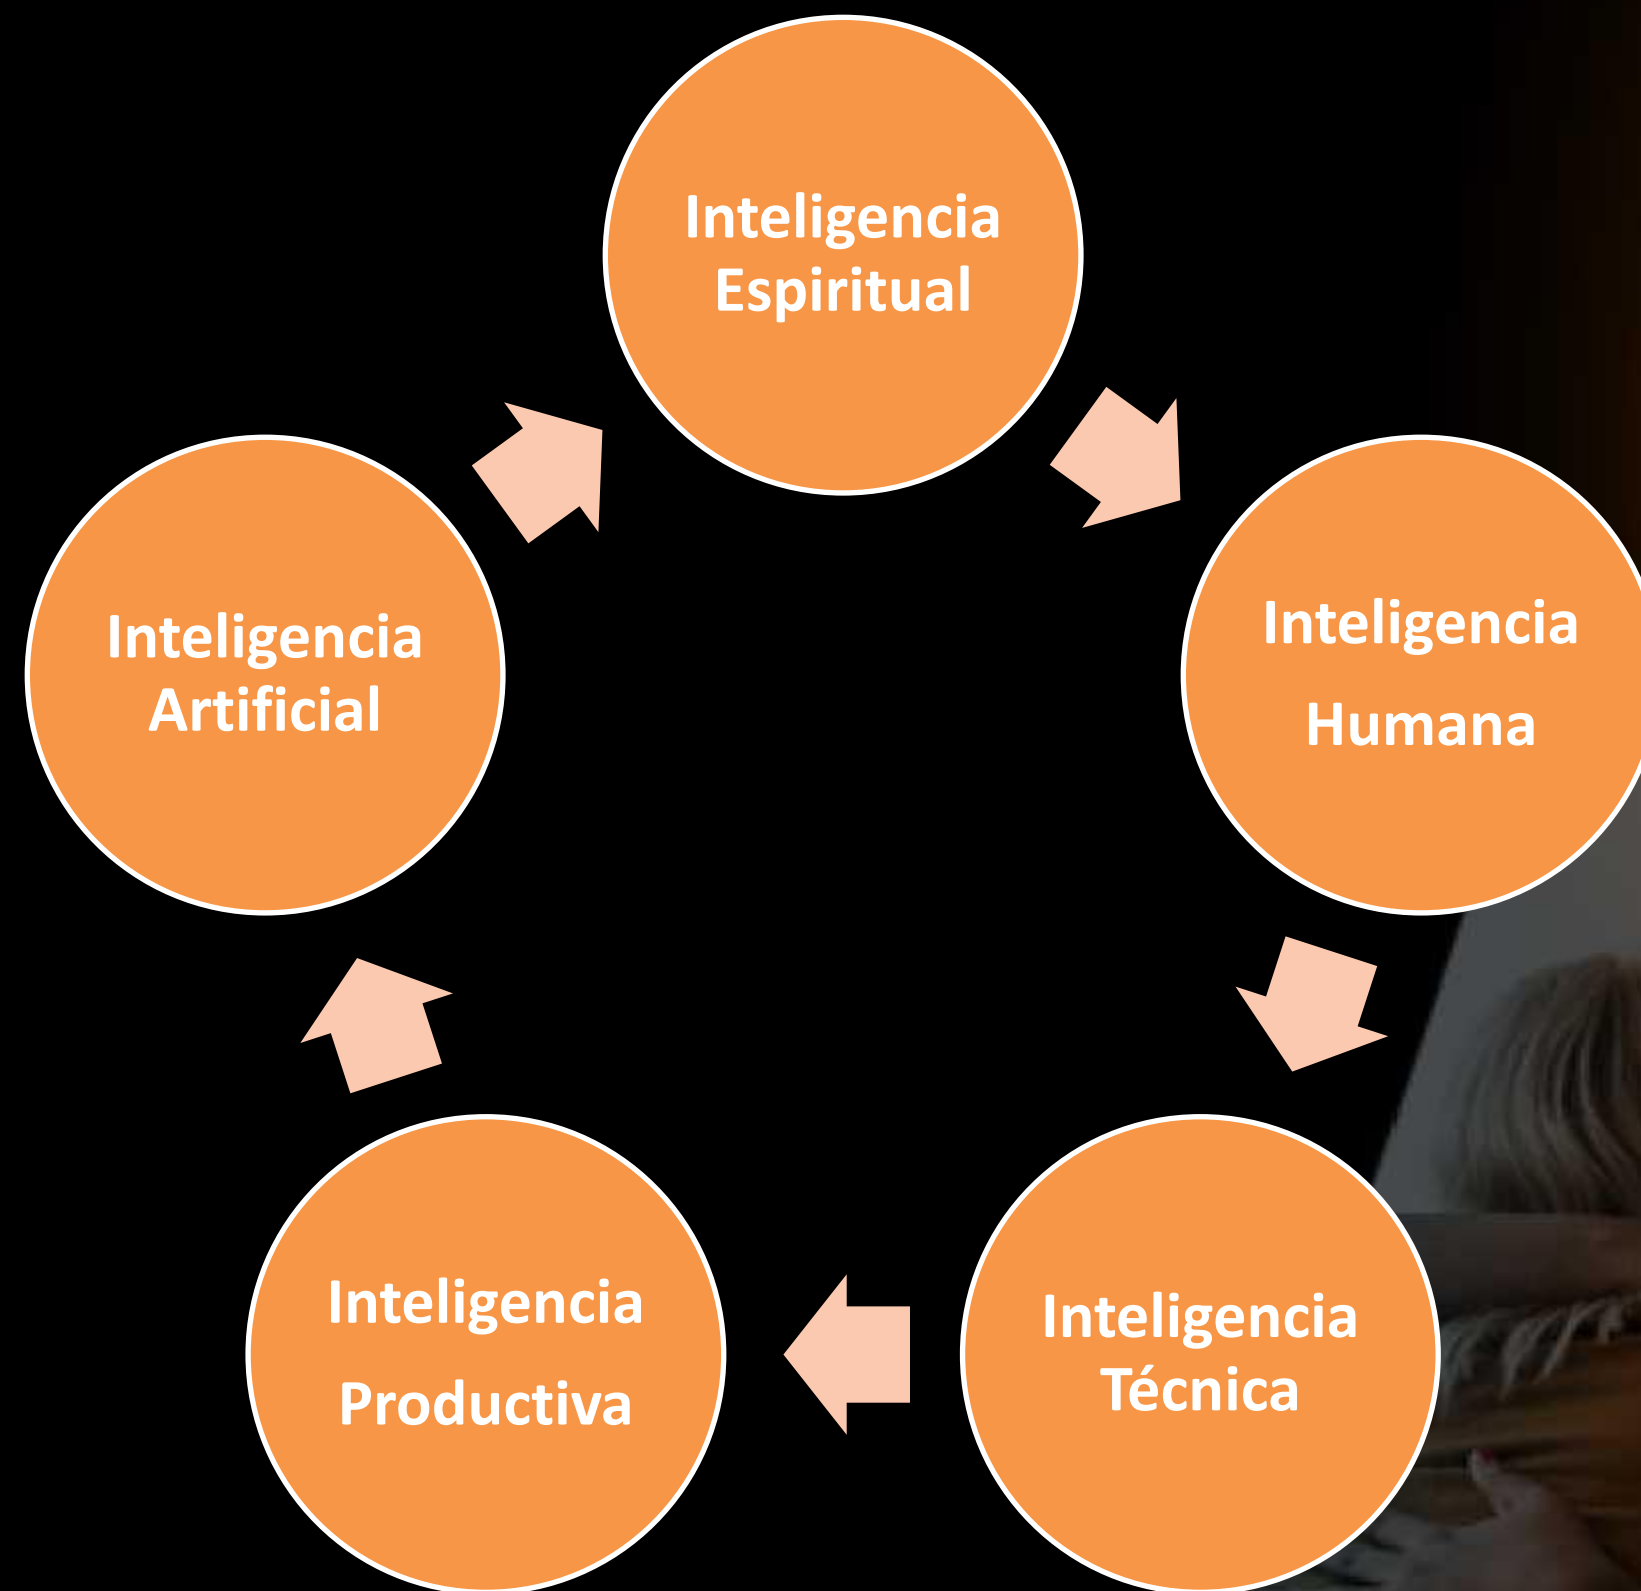 Inteligencia
Espiritual
Inteligencia
Humana
Inteligencia
Técnica
Inteligencia
Productiva
Inteligencia
Artificial